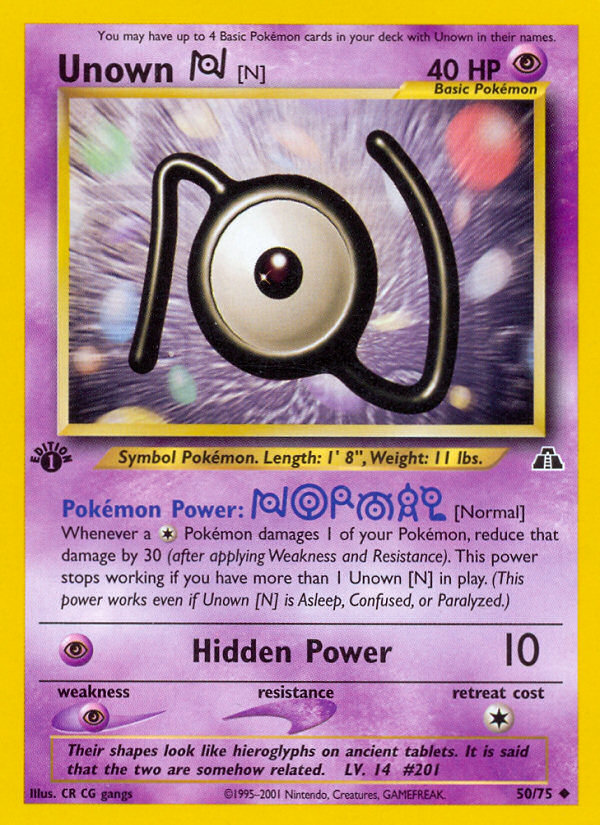 You may have up to 4 Basic Pokémon cards in your deck with Unown in their names.
Unown [N] 40 HP
Basic Pokémon
EDITION
1
Symbol Pokémon. Length: 1' 8", Weight: 11 lbs.
Pokémon Power: NORMAL [Normal]
Whenever a Pokémon damages 1 of your Pokémon, reduce that
damage by 30 (after applying Weakness and Resistance). This power
stops working if you have more than 1 Unown [N] in play. (This
power works even if Unown [N] is Asleep, Confused, or Paralyzed.)
Hidden Power 10
weakness resistance retreat cost
Their shapes look like hieroglyphs on ancient tablets. It is said
that the two are somehow related. LV. 14 #201
Illus. CR CG gangs ©1995-2001 Nintendo, Creatures, GAMEFREAK. 50/75